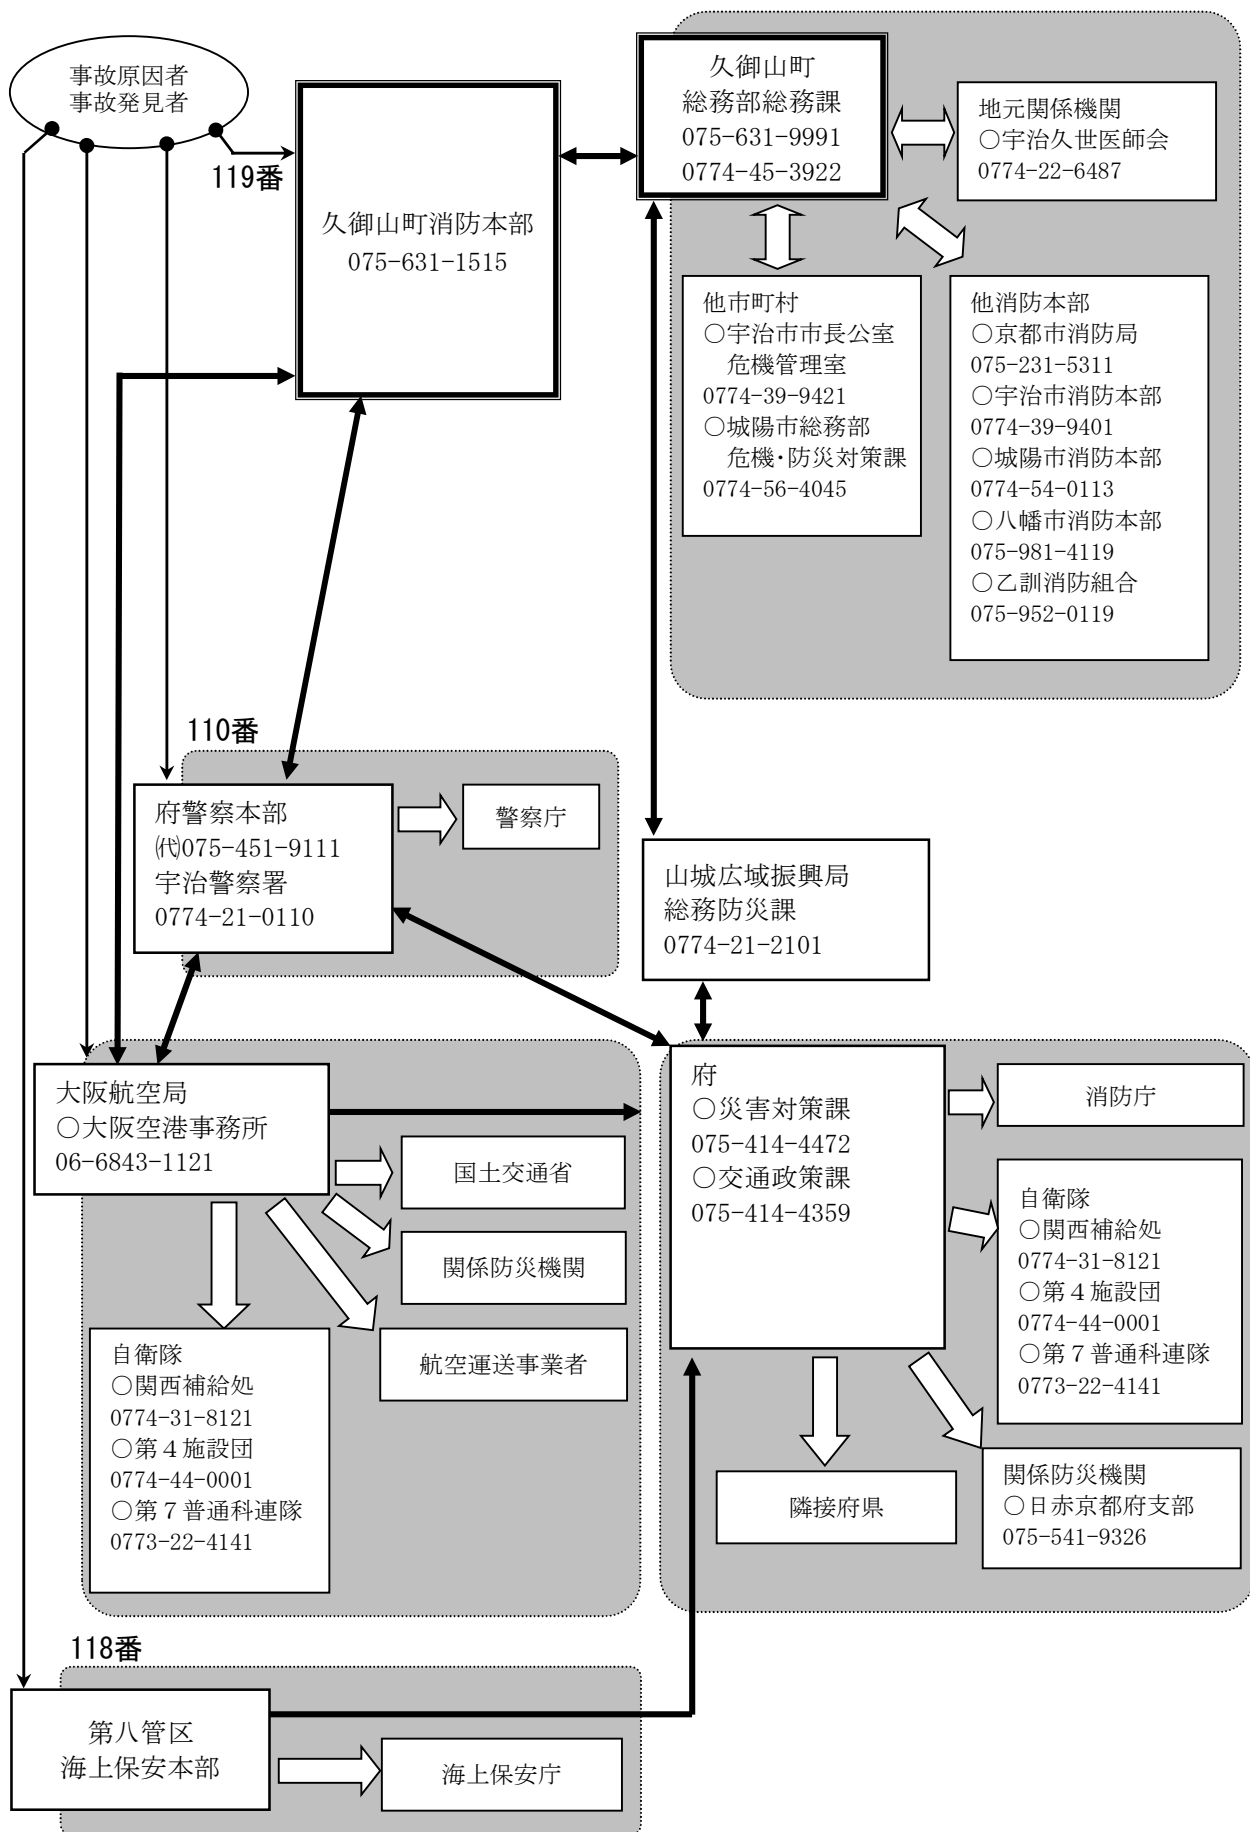 事故原因者
事故発見者
119番
久御山町消防本部
075-631-1515
久御山町
総務部総務課
075-631-9991
0774-45-3922
地元関係機関
○宇治久世医師会
0774-22-6487
他市町村
○宇治市市長公室
危機管理室
0774-39-9421
○城陽市総務部
危機・防災対策課
0774-56-4045
他消防本部
○京都市消防局
075-231-5311
○宇治市消防本部
0774-39-9401
○城陽市消防本部
0774-54-0113
○八幡市消防本部
075-981-4119
○乙訓消防組合
075-952-0119
110番
府警察本部
㈹075-451-9111
宇治警察署
0774-21-0110
警察庁
山城広域振興局
総務防災課
0774-21-2101
大阪航空局
○大阪空港事務所
06-6843-1121
国土交通省
関係防災機関
航空運送事業者
自衛隊
○関西補給処
0774-31-8121
○第４施設団
0774-44-0001
○第７普通科連隊
0773-22-4141
府
○災害対策課
075-414-4472
○交通政策課
075-414-4359
消防庁
自衛隊
○関西補給処
0774-31-8121
○第４施設団
0774-44-0001
○第７普通科連隊
0773-22-4141
隣接府県
関係防災機関
○日赤京都府支部
075-541-9326
118番
第八管区
海上保安本部
海上保安庁